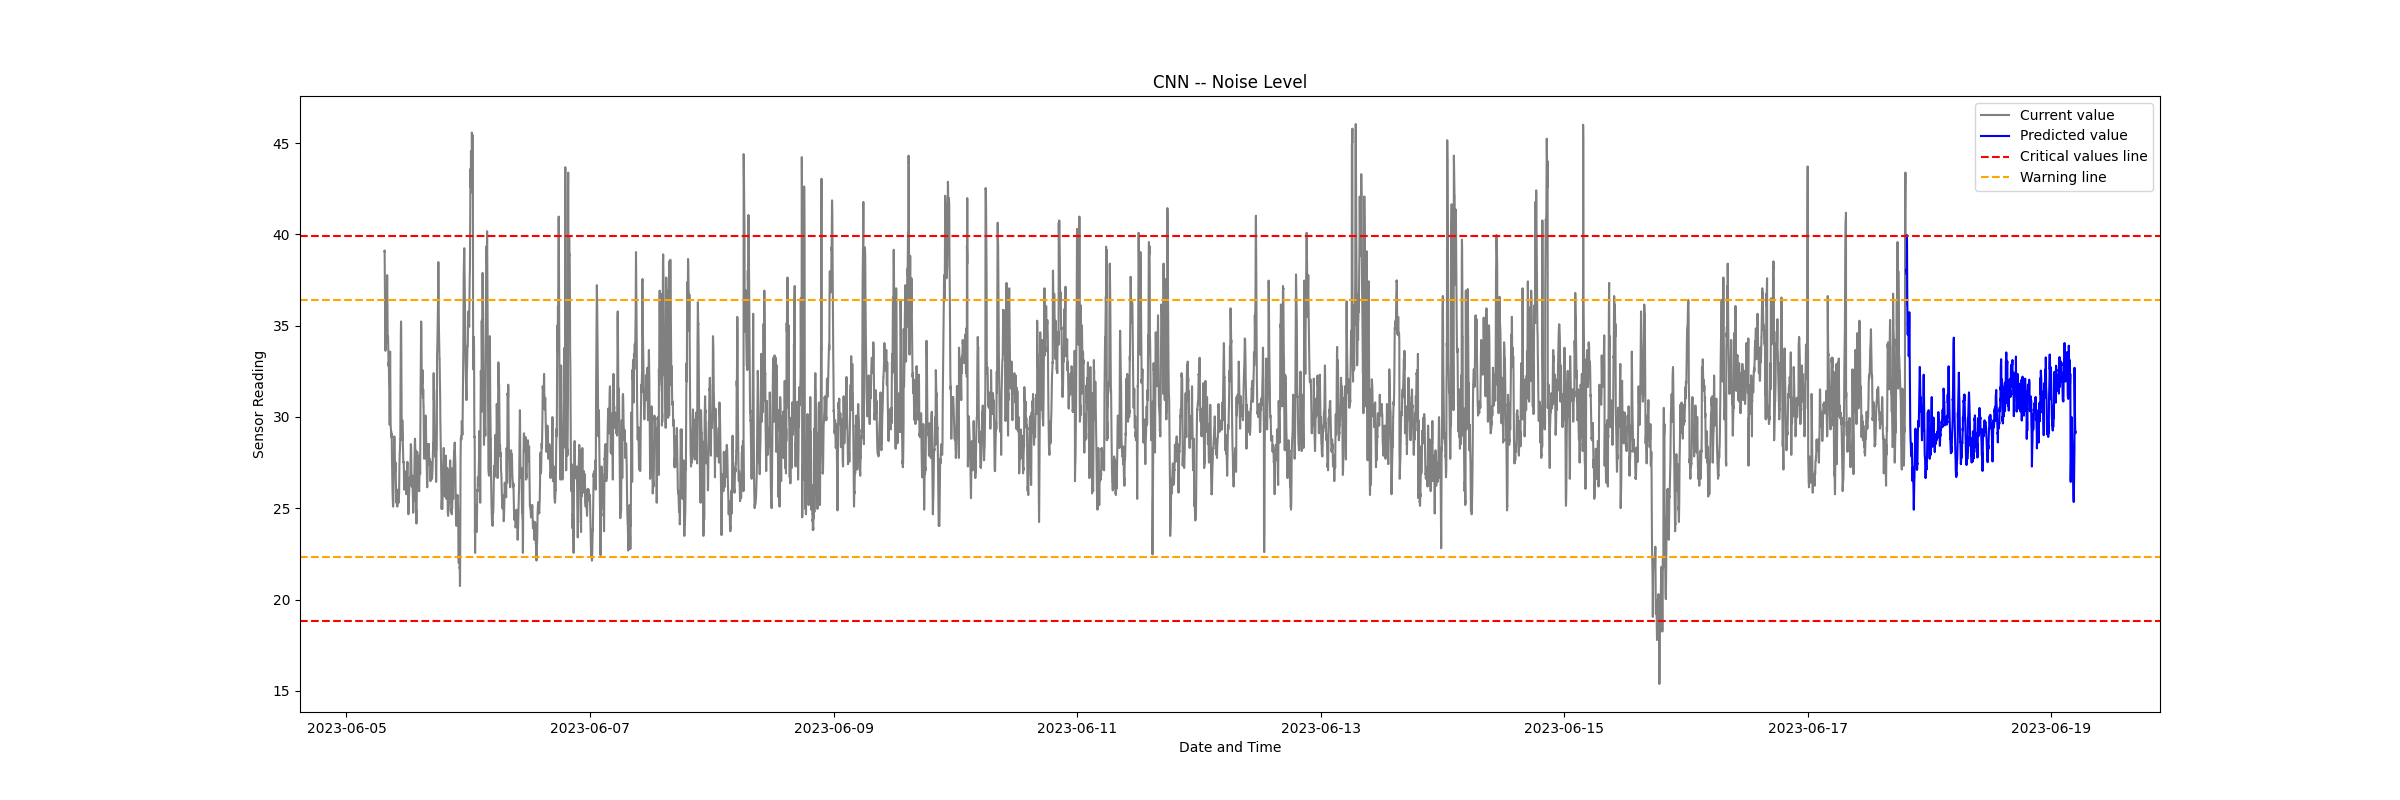 CNN -- Noise Level
Current value
Predicted value
Critical values line
Warning line
45
40
35
30
25
20
15
Sensor Reading
2023-06-05
2023-06-07
2023-06-09
2023-06-11
2023-06-13
2023-06-15
2023-06-17
2023-06-19
Date and Time